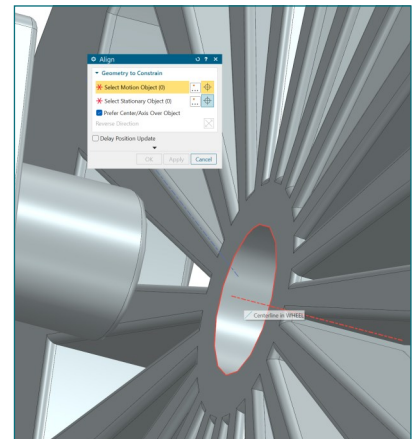 Align
Geometry to Constrain
* Select Motion Object (0)
* Select Stationary Object (0)
Prefer Center/Axis Over Object
Reverse Direction
Delay Position Update
OK Apply Cancel
Centerline in WHEEL